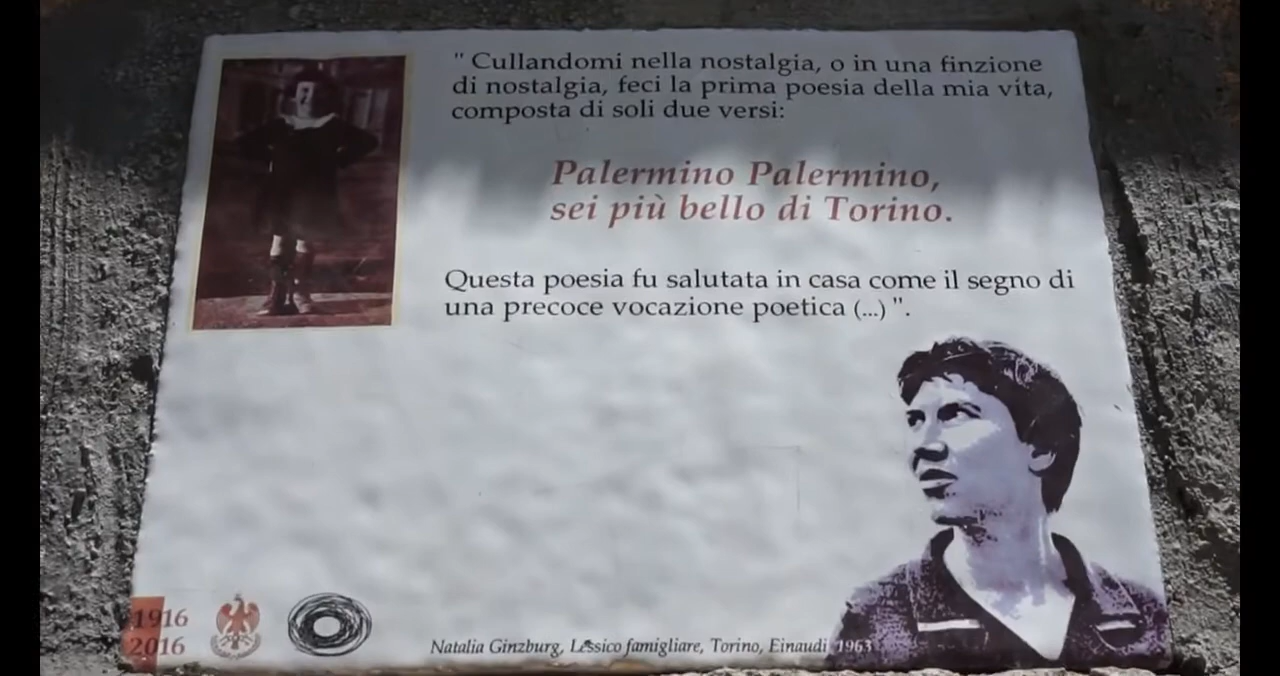 " Cullandomi nella nostalgia, o in una finzione
di nostalgia, feci la prima poesia della mia vita,
composta di soli due versi:
Palermino Palermino,
sei più bello di Torino.
Questa poesia fu salutata in casa come il segno di
una precoce vocazione poetica (...) ".
1916
2016
Natalia Ginzburg, Lessico famigliare, Torino, Einaudi 1963